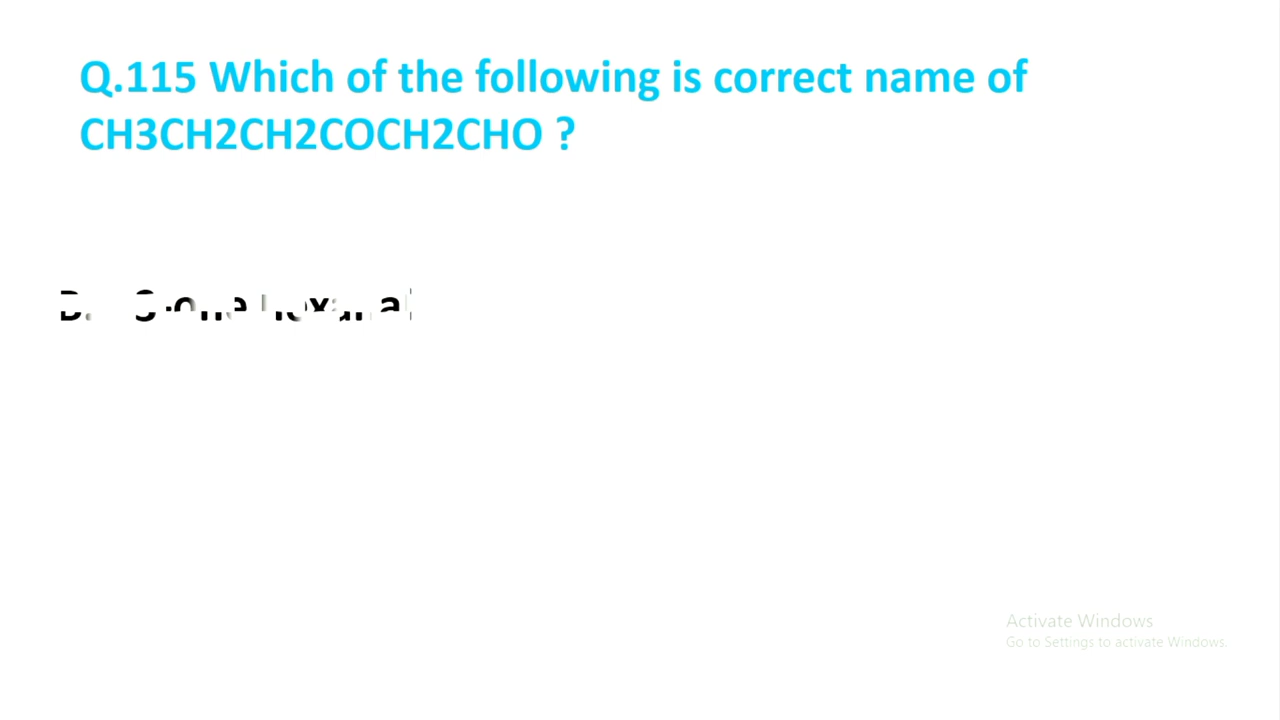 Q.115 Which of the following is correct name of
CH3CH2CH2COCH2CHO ?
Activate Windows
Go to Settings to activate Windows.